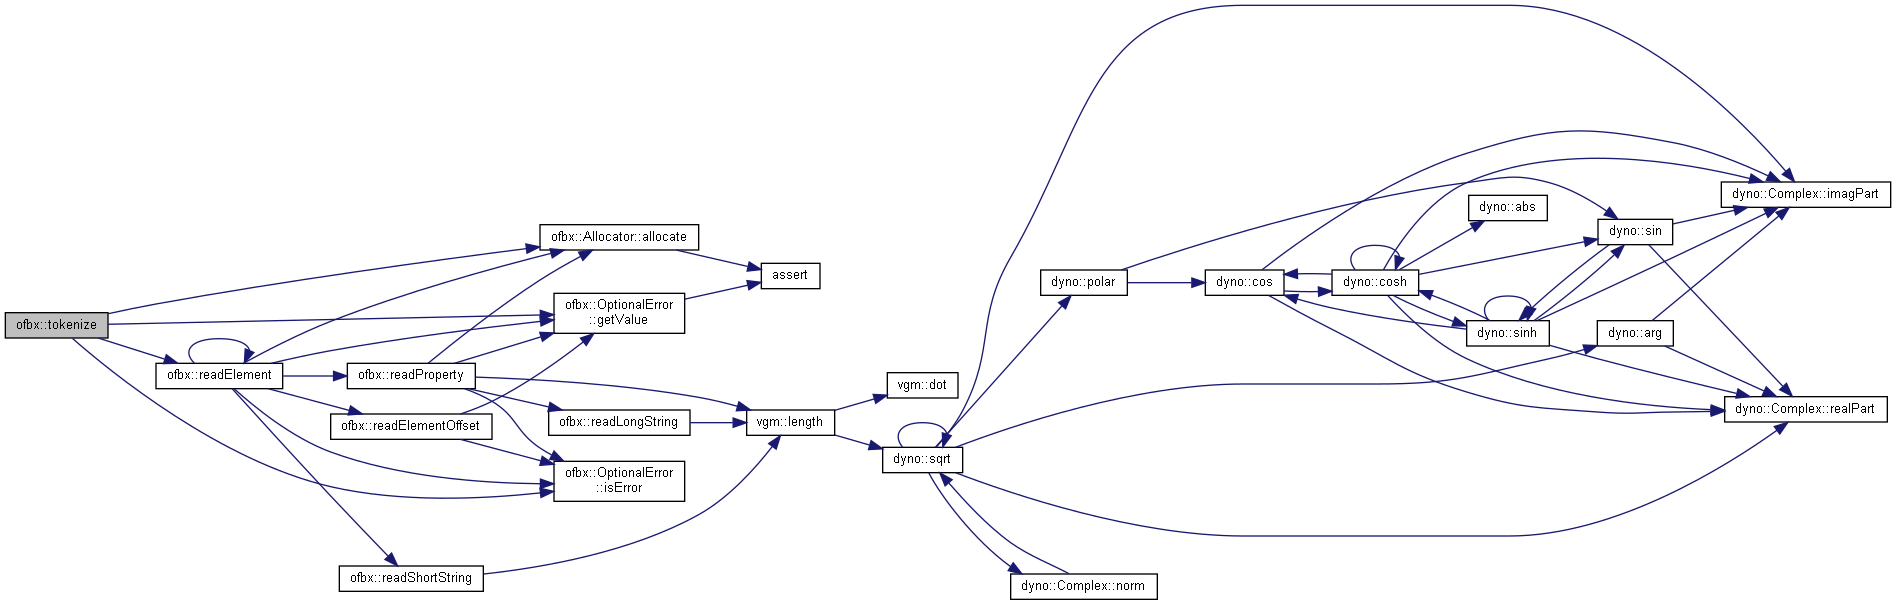 ofbx::tokenize
ofbx::readElement
ofbx::Allocator::allocate
assert
ofbx::OptionalError
::getValue
ofbx::readProperty
ofbx::readElementOffset
ofbx::readLongString
ofbx::OptionalError
::isError
ofbx::readShortString
vgm::length
vgm::dot
dyno::sqrt
dyno::polar
dyno::Complex::norm
dyno::cos
dyno::cosh
dyno::abs
dyno::sinh
dyno::sin
dyno::arg
dyno::Complex::imagPart
dyno::Complex::realPart